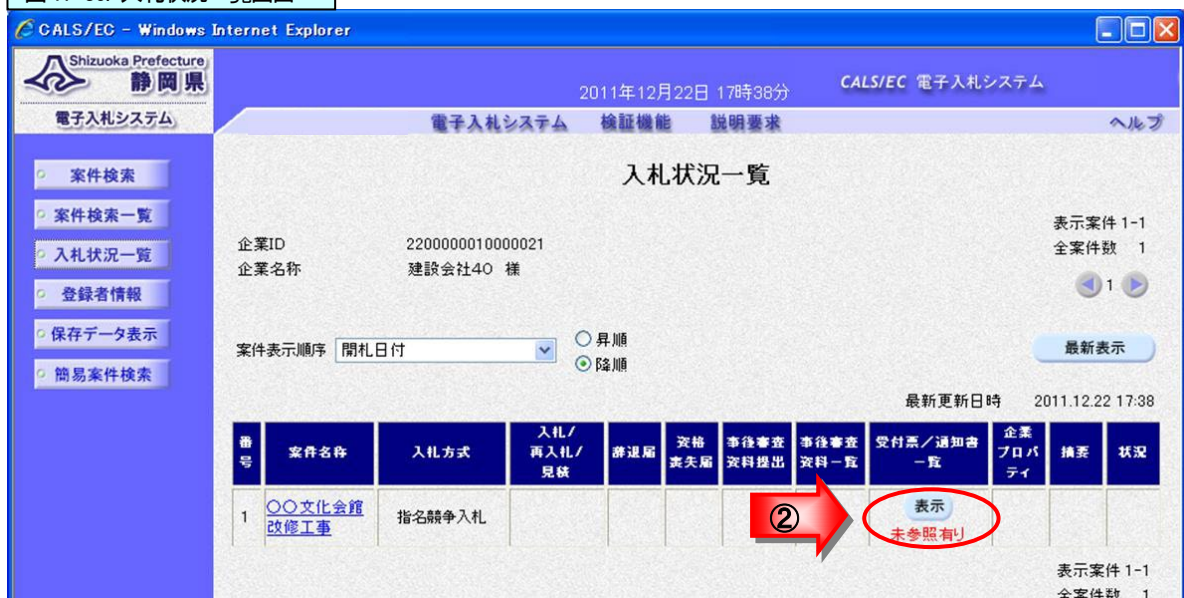 CALS/EC - Windows Internet Explorer
Shizuoka Prefecture
静岡県
電子入札システム
2011年12月22日 17時38分
CALS/EC 電子入札システム
電子入札システム 検証機能 説明要求 ヘルプ
案件検索
案件検索一覧
入札状況一覧
登録者情報
保存データ表示
簡易案件検索
入札状況一覧
表示案件 1-1
全案件数 1
1
企業ID 2200000010000021
企業名称 建設会社40 様
案件表示順序 開札日付
昇順
降順
最新表示
最新更新日時 2011.12.22 17:38
番号 案件名称 入札方式 入札/再入札/見積 辞退届 資格喪失届 事後審査資料提出 事後審査資料一覧 受付票/通知書一覧 企業プロパティ 摘要 状況
1 〇〇文化会館改修工事 指名競争入札 表示
未参照有り
②
表示案件 1-1
全案件数 1